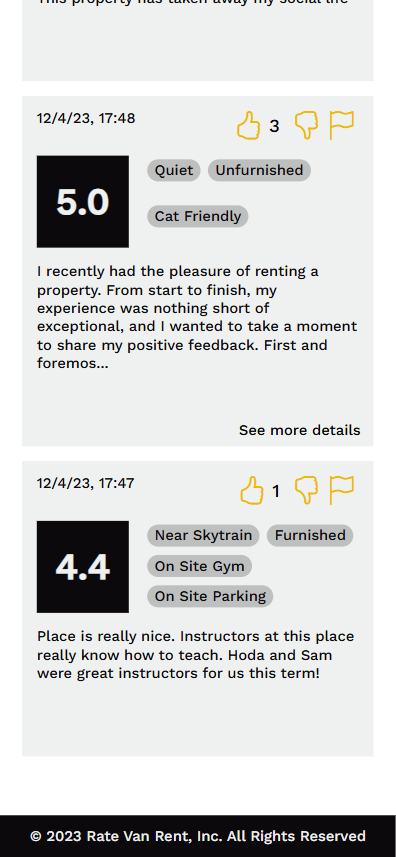 This property has taken away my social life
12/4/23, 17:48
3
5.0
Quiet
Unfurnished
Cat Friendly
I recently had the pleasure of renting a
property. From start to finish, my
experience was nothing short of
exceptional, and I wanted to take a moment
to share my positive feedback. First and
foremos...
See more details
12/4/23, 17:47
1
4.4
Near Skytrain
Furnished
On Site Gym
On Site Parking
Place is really nice. Instructors at this place
really know how to teach. Hoda and Sam
were great instructors for us this term!
© 2023 Rate Van Rent, Inc. All Rights Reserved